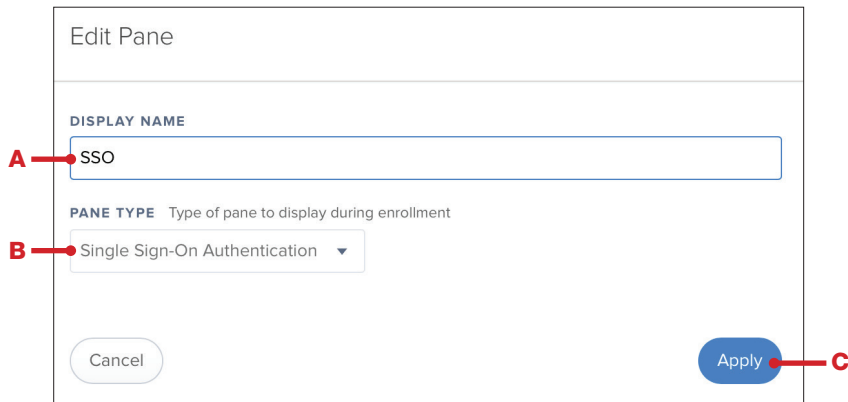 Edit Pane
DISPLAY NAME
A SSO
PANE TYPE Type of pane to display during enrollment
B Single Sign-On Authentication
Cancel Apply C